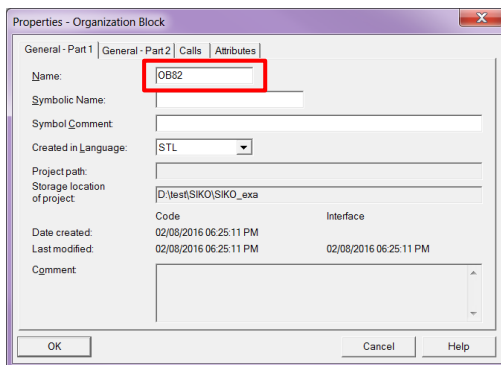 Properties - Organization Block
General - Part 1 General - Part 2 Calls Attributes
Name: OB82
Symbolic Name:
Symbol Comment:
Created in Language: STL
Project path:
Storage location
of project: D:\test\SIKO\SIKO_exa
Code Interface
Date created: 02/08/2016 06:25:11 PM
Last modified: 02/08/2016 06:25:11 PM 02/08/2016 06:25:11 PM
Comment:
OK Cancel Help